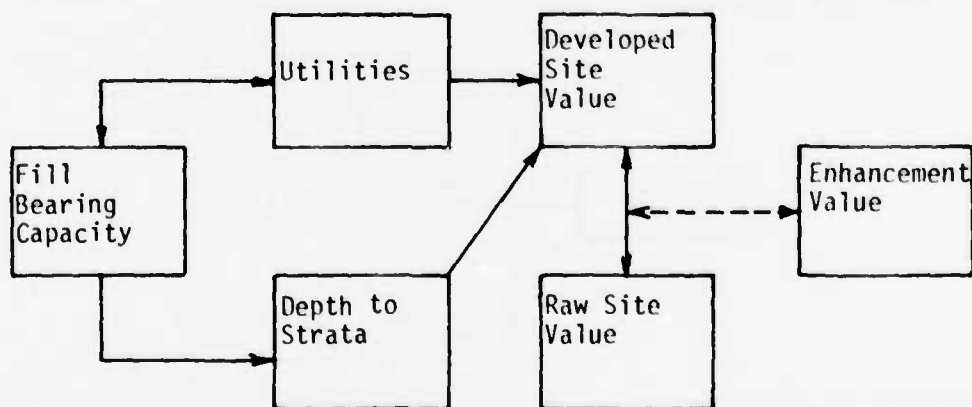 Utilities
Developed
Site
Value
Fill
Bearing
Capacity
Enhancement
Value
Depth to
Strata
Raw Site
Value